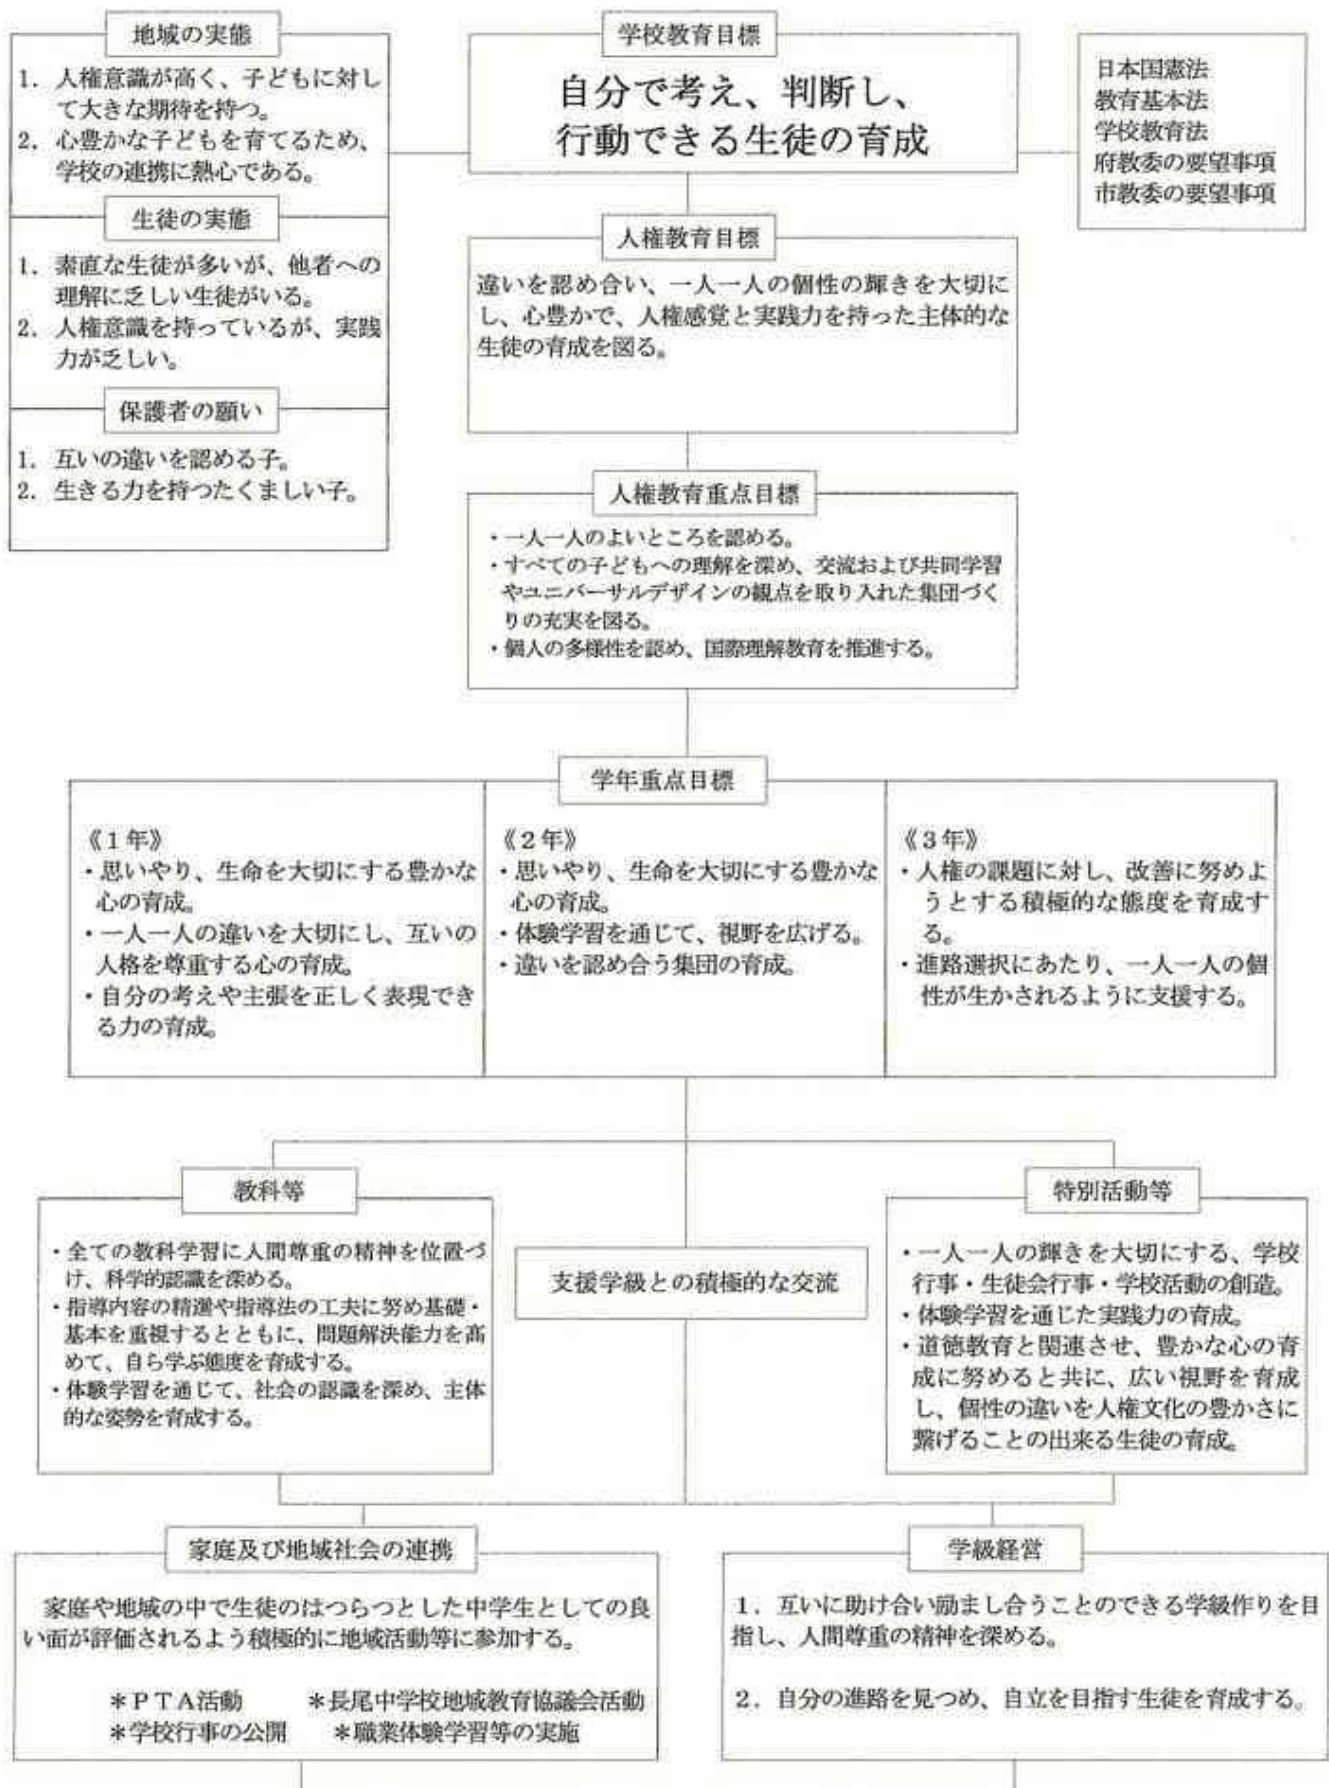 地域の実態
1. 人権意識が高く、子どもに対し
て大きな期待を持つ。
2. 心豊かな子どもを育てるため、
学校の連携に熱心である。
生徒の実態
1. 素直な生徒が多いが、他者への
理解に乏しい生徒がいる。
2. 人権意識を持っているが、実践
力が乏しい。
保護者の願い
1. 互いの違いを認める子。
2. 生きる力を持つたくましい子。
学校教育目標
自分で考え、判断し、
行動できる生徒の育成
日本国憲法
教育基本法
学校教育法
府教委の要望事項
市教委の要望事項
人権教育目標
違いを認め合い、一人一人の個性の輝きを大切に
し、心豊かで、人権感覚と実践力を持った主体的な
生徒の育成を図る。
人権教育重点目標
・一人一人のよいところを認める。
・すべての子どもへの理解を深め、交流および共同学習
やユニバーサルデザインの観点を取り入れた集団づく
りの充実を図る。
・個人の多様性を認め、国際理解教育を推進する。
学年重点目標
《1年》
・思いやり、生命を大切にする豊かな
心の育成。
・一人一人の違いを大切にし、互いの
人格を尊重する心の育成。
・自分の考えや主張を正しく表現でき
る力の育成。
《2年》
・思いやり、生命を大切にする豊かな
心の育成。
・体験学習を通じて、視野を広げる。
・違いを認め合う集団の育成。
《3年》
・人権の課題に対し、改善に努めよ
うとする積極的な態度を育成す
る。
・進路選択にあたり、一人一人の個
性が生かされるように支援する。
教科等
・全ての教科学習に人間尊重の精神を位置づ
け、科学的認識を深める。
・指導内容の精選や指導法の工夫に努め基礎・
基本を重視するとともに、問題解決能力を高
めて、自ら学ぶ態度を育成する。
・体験学習を通じて、社会の認識を深め、主体
的な姿勢を育成する。
支援学級との積極的な交流
特別活動等
・一人一人の輝きを大切にする、学校
行事・生徒会行事・学校活動の創造。
・体験学習を通じた実践力の育成。
・道徳教育と関連させ、豊かな心の育
成に努めると共に、広い視野を育成
し、個性の違いを人権文化の豊かさに
繋げることの出来る生徒の育成。
家庭及び地域社会の連携
家庭や地域の中で生徒のはつらつとした中学生としての良
い面が評価されるよう積極的に地域活動等に参加する。
＊ＰＴＡ活動 ＊長尾中学校地域教育協議会活動
＊学校行事の公開 ＊職業体験学習等の実施
学級経営
1. 互いに助け合い励まし合うことのできる学級作りを目
指し、人間尊重の精神を深める。
2. 自分の進路を見つめ、自立を目指す生徒を育成する。